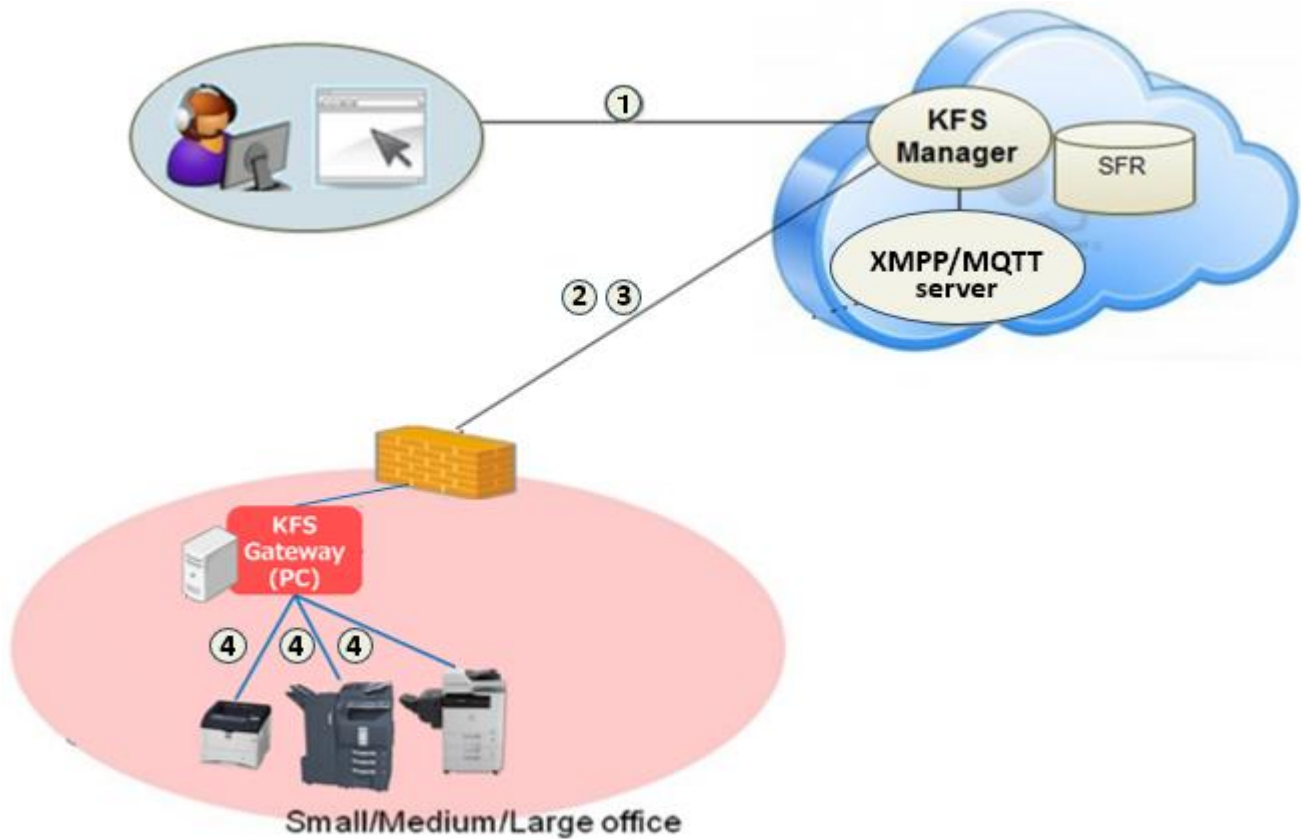 ①
KFS
Manager
SFR
XMPP/MQTT
server
② ③
KFS
Gateway
(PC)
④ ④ ④
Small/Medium/Large office